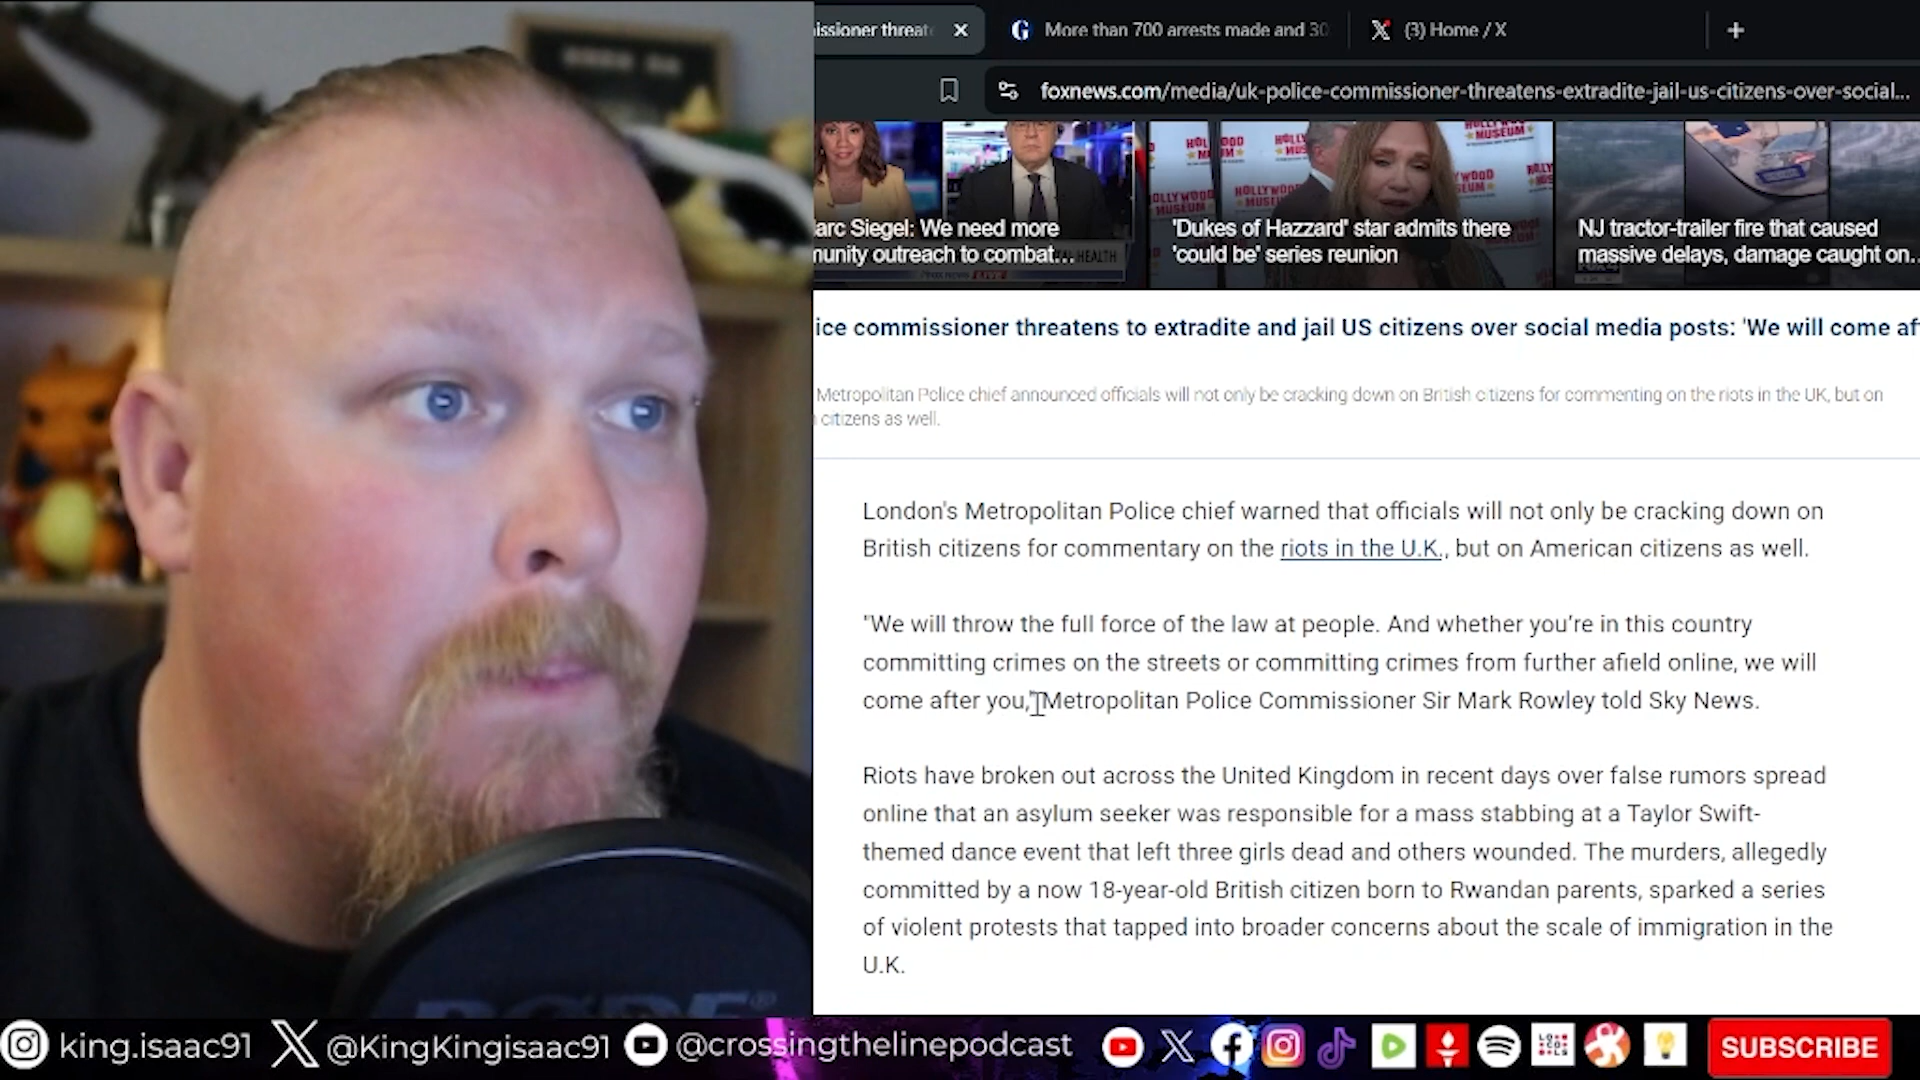 issioner threat
More than 700 arrests made and 30
(3) Home / X
foxnews.com/media/uk-police-commissioner-threatens-extradite-jail-us-citizens-over-social...
HOLLYWOOD MUSEUM
arc Siegel: We need more
munity outreach to combat...
HEALTH
LIVE
'Dukes of Hazzard' star admits there
'could be' series reunion
NJ tractor-trailer fire that caused
massive delays, damage caught on...
ice commissioner threatens to extradite and jail US citizens over social media posts: 'We will come af
Metropolitan Police chief announced officials will not only be cracking down on British citizens for commenting on the riots in the UK, but on
citizens as well.
London's Metropolitan Police chief warned that officials will not only be cracking down on
British citizens for commentary on the riots in the U.K., but on American citizens as well.
"We will throw the full force of the law at people. And whether you're in this country
committing crimes on the streets or committing crimes from further afield online, we will
come after you," Metropolitan Police Commissioner Sir Mark Rowley told Sky News.
Riots have broken out across the United Kingdom in recent days over false rumors spread
online that an asylum seeker was responsible for a mass stabbing at a Taylor Swift-
themed dance event that left three girls dead and others wounded. The murders, allegedly
committed by a now 18-year-old British citizen born to Rwandan parents, sparked a series
of violent protests that tapped into broader concerns about the scale of immigration in the
U.K.
king.isaac91 @KingKingisaac91 @crossingthelinepodcast SUBSCRIBE